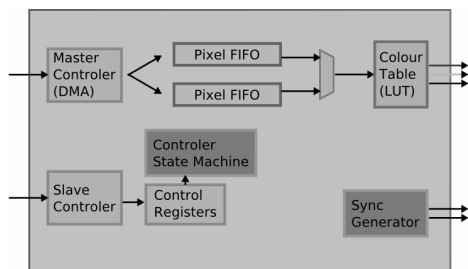 Master
Controler
(DMA)
Pixel FIFO
Pixel FIFO
Colour
Table
(LUT)
Controler
State Machine
Slave
Controler
Control
Registers
Sync
Generator